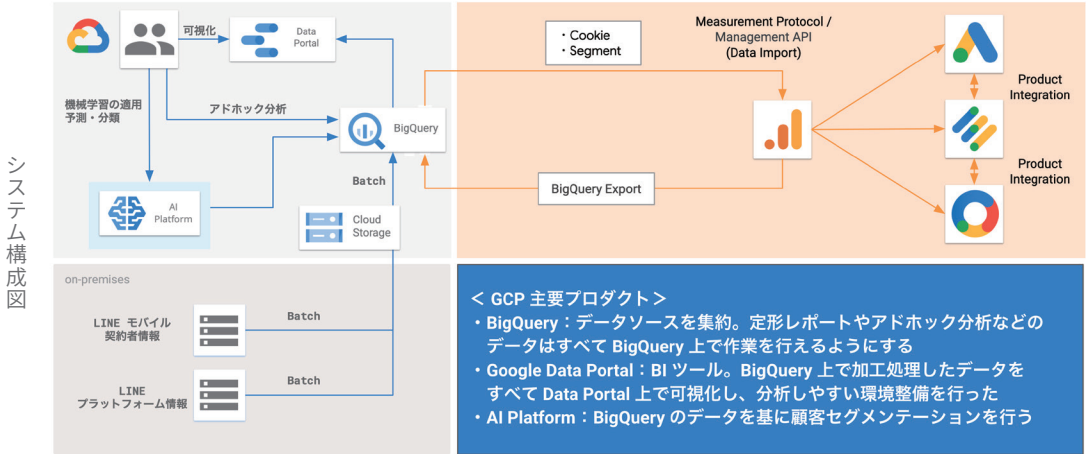 システム構成図
可視化
Data
Portal
機械学習の適用
予測・分類
アドホック分析
BigQuery
AI
Platform
Batch
Cloud
Storage
・Cookie
・Segment
Measurement Protocol /
Management API
(Data Import)
BigQuery Export
Product
Integration
Product
Integration
on-premises
LINE モバイル
契約者情報
Batch
LINE
プラットフォーム情報
Batch
＜ GCP 主要プロダクト＞
・BigQuery：データソースを集約。定形レポートやアドホック分析などの
データはすべて BigQuery 上で作業を行えるようにする
・Google Data Portal：BI ツール。BigQuery 上で加工処理したデータを
すべて Data Portal 上で可視化し、分析しやすい環境整備を行った
・AI Platform：BigQuery のデータを基に顧客セグメンテーションを行う